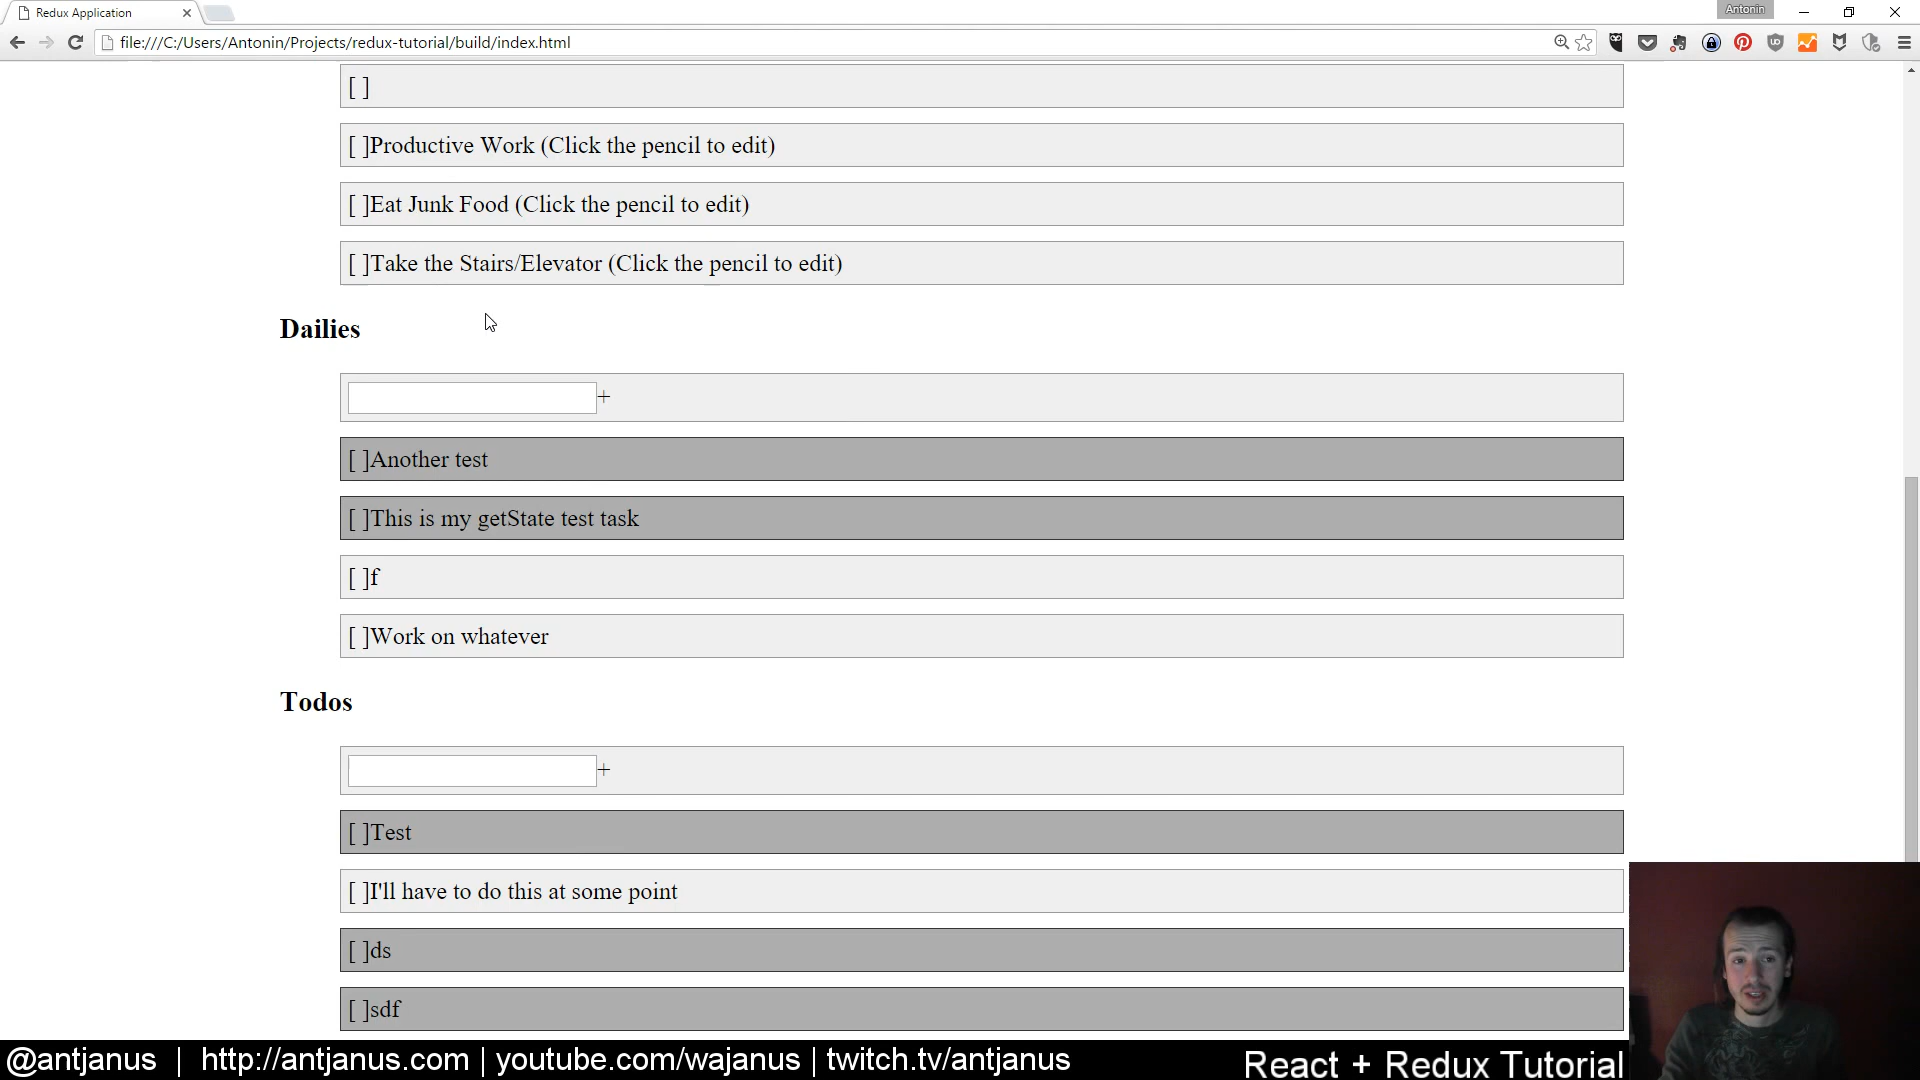 Redux Application
Antonin
file:///C:/Users/Antonin/Projects/redux-tutorial/build/index.html
[ ]
[ ]Productive Work (Click the pencil to edit)
[ ]Eat Junk Food (Click the pencil to edit)
[ ]Take the Stairs/Elevator (Click the pencil to edit)
Dailies
+
[ ]Another test
[ ]This is my getState test task
[ ]f
[ ]Work on whatever
Todos
+
[ ]Test
[ ]I'll have to do this at some point
[ ]ds
[ ]sdf
@antjanus | http://antjanus.com | youtube.com/wajanus | twitch.tv/antjanus
React + Redux Tutorial